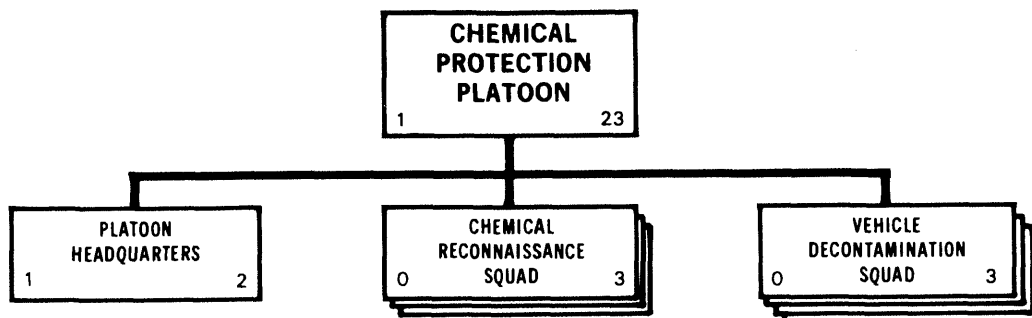 CHEMICAL
PROTECTION
PLATOON
1 23
PLATOON
HEADQUARTERS
1 2
CHEMICAL
RECONNAISSANCE
SQUAD
0 3
VEHICLE
DECONTAMINATION
SQUAD
0 3